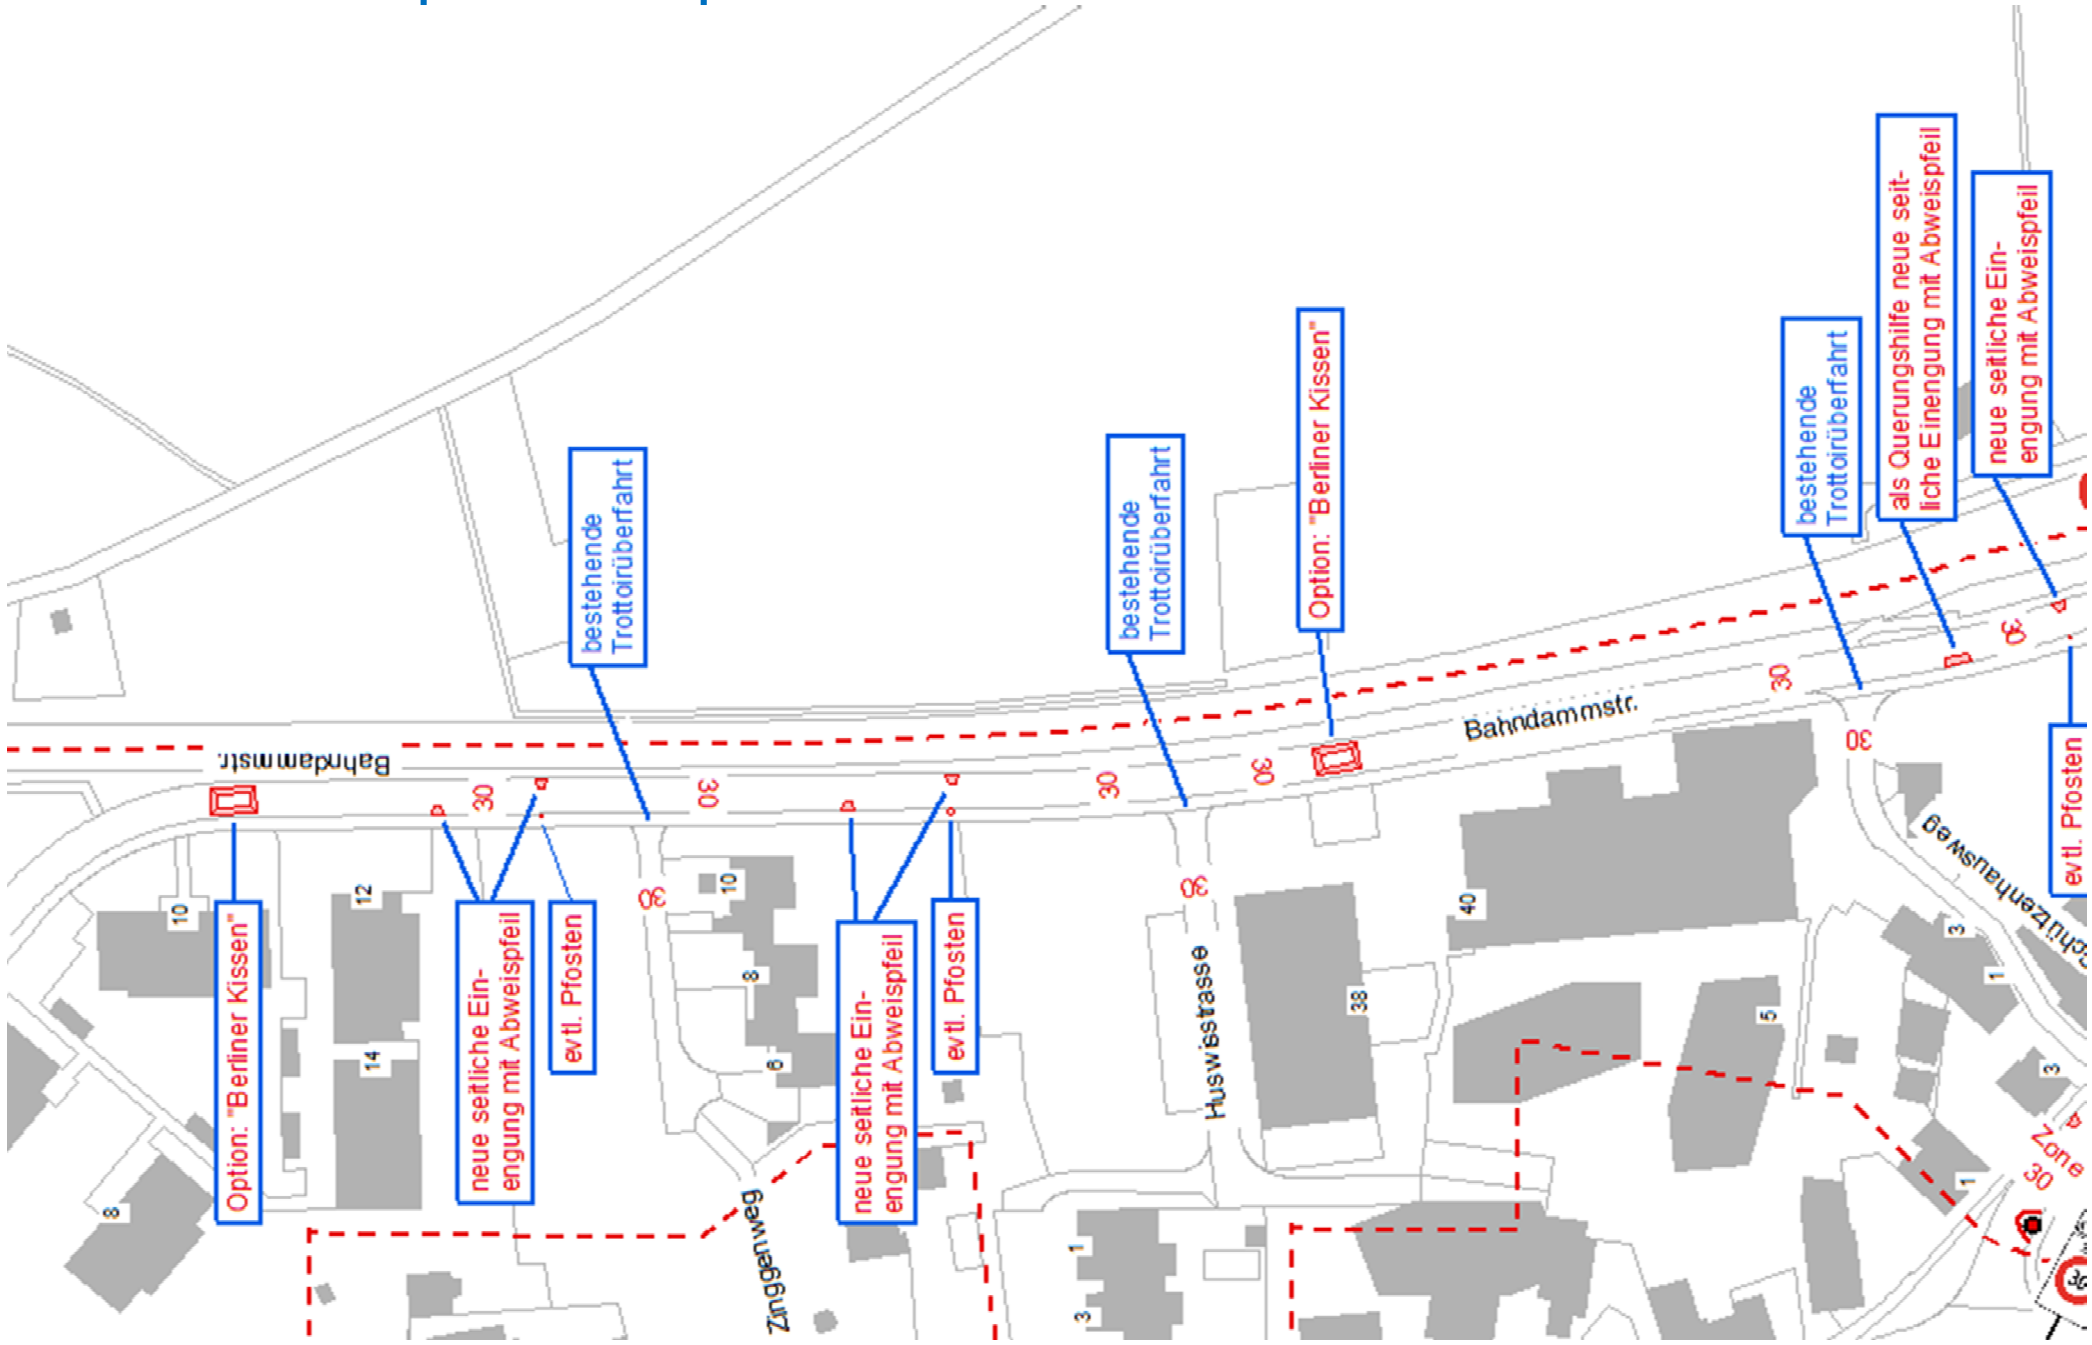 Option: "Berliner Kissen"
neue seitliche Ein-
engung mit Abweispfeil
evtl. Pfosten
bestehende
Trottoirüberfahrt
neue seitliche Ein-
engung mit Abweispfeil
evtl. Pfosten
bestehende
Trottoirüberfahrt
Option: "Berliner Kissen"
bestehende
Trottoirüberfahrt
als Querungshilfe neue seit-
liche Einengung mit Abweispfeil
neue seitliche Ein-
engung mit Abweispfeil
evtl. Pfosten
Bahndammstr.
Bahndammstr.
Zinggenweg
Huswisstrasse
Schützenhausweg
30
30
30
30
30
30
30
30
30
Zone
30
30
10
12
14
8
10
8
6
1
3
38
40
5
3
1
3
1